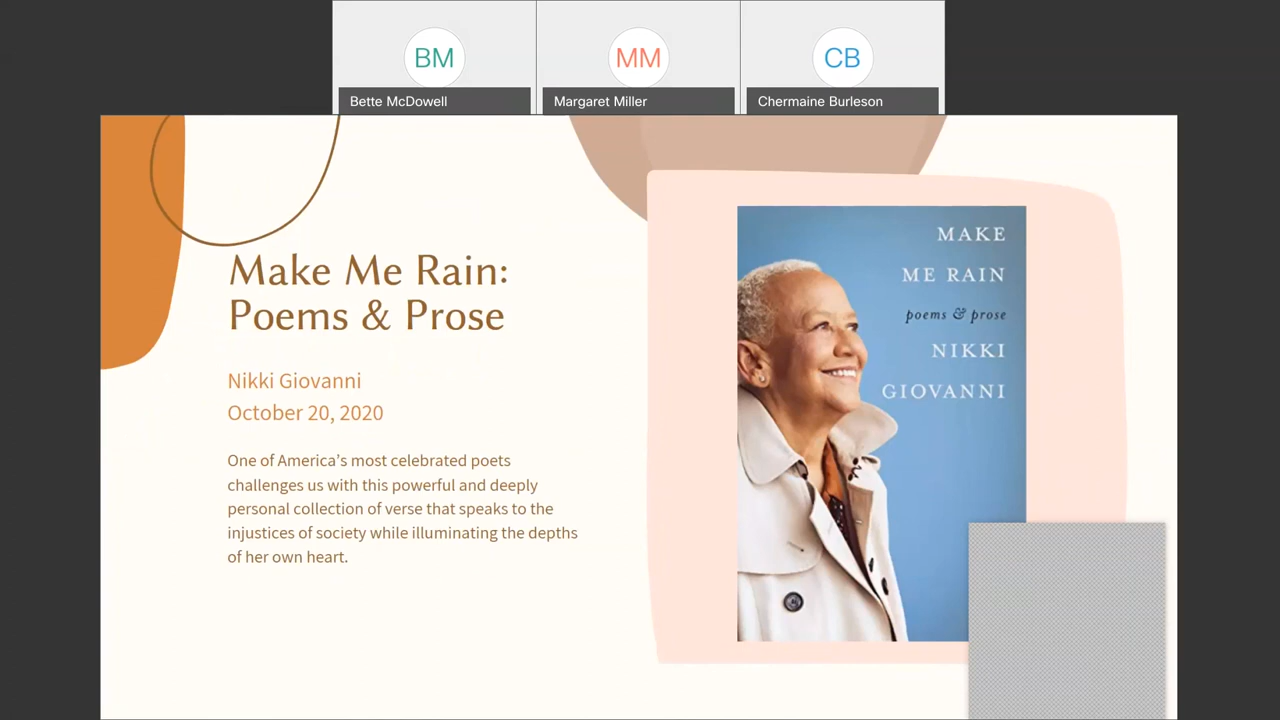 BM
MM
CB
Bette McDowell
Margaret Miller
Chermaine Burleson
Make Me Rain:
Poems & Prose
Nikki Giovanni
October 20, 2020
One of America’s most celebrated poets
challenges us with this powerful and deeply
personal collection of verse that speaks to the
injustices of society while illuminating the depths
of her own heart.
MAKE
ME RAIN
poems & prose
NIKKI
GIOVANNI